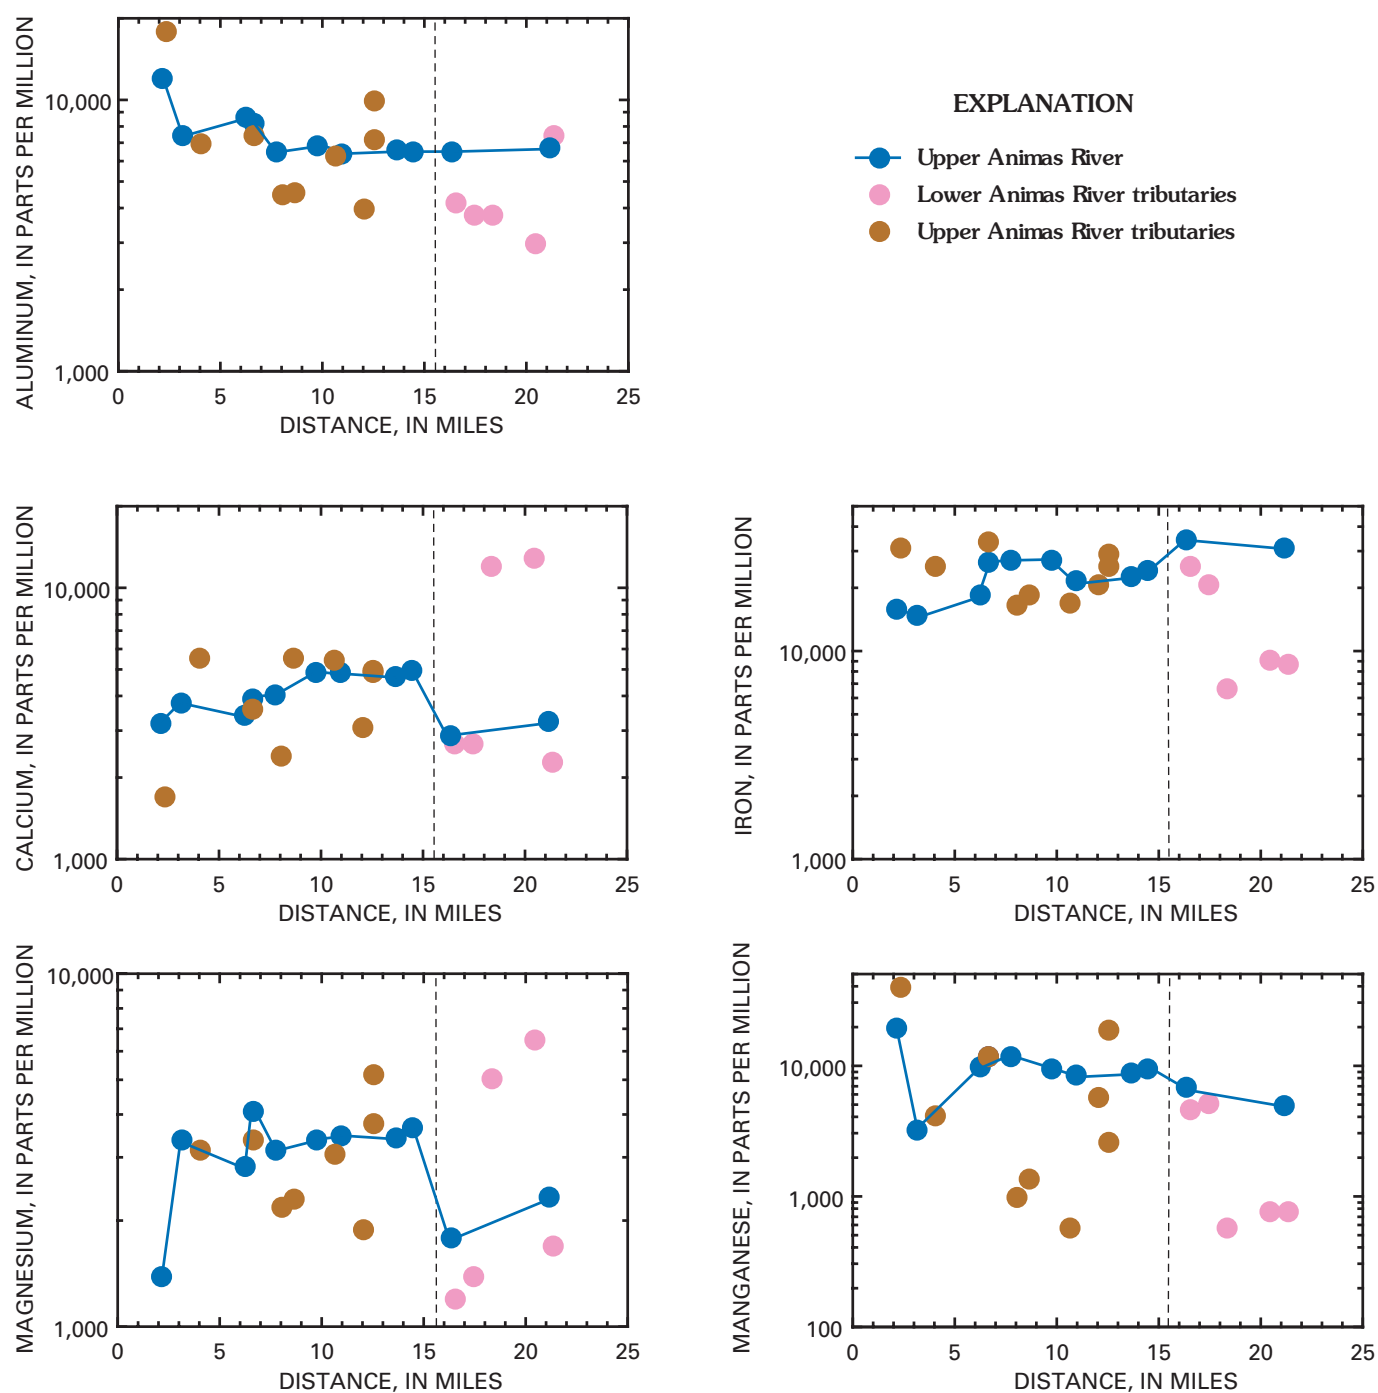 ALUMINUM, IN PARTS PER MILLION
10,000
1,000
0 5 10 15 20 25
DISTANCE, IN MILES
EXPLANATION
Upper Animas River
Lower Animas River tributaries
Upper Animas River tributaries
CALCIUM, IN PARTS PER MILLION
10,000
1,000
0 5 10 15 20 25
DISTANCE, IN MILES
IRON, IN PARTS PER MILLION
10,000
1,000
0 5 10 15 20 25
DISTANCE, IN MILES
MAGNESIUM, IN PARTS PER MILLION
10,000
1,000
0 5 10 15 20 25
DISTANCE, IN MILES
MANGANESE, IN PARTS PER MILLION
10,000
1,000
100
0 5 10 15 20 25
DISTANCE, IN MILES